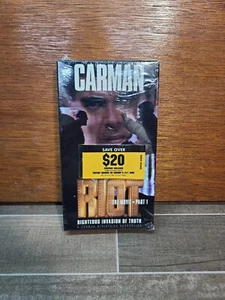 CARMAN
SAVE OVER
$20
RIOT
THE MOVIE • PART 1
RIGHTEOUS INVASION OF TRUTH